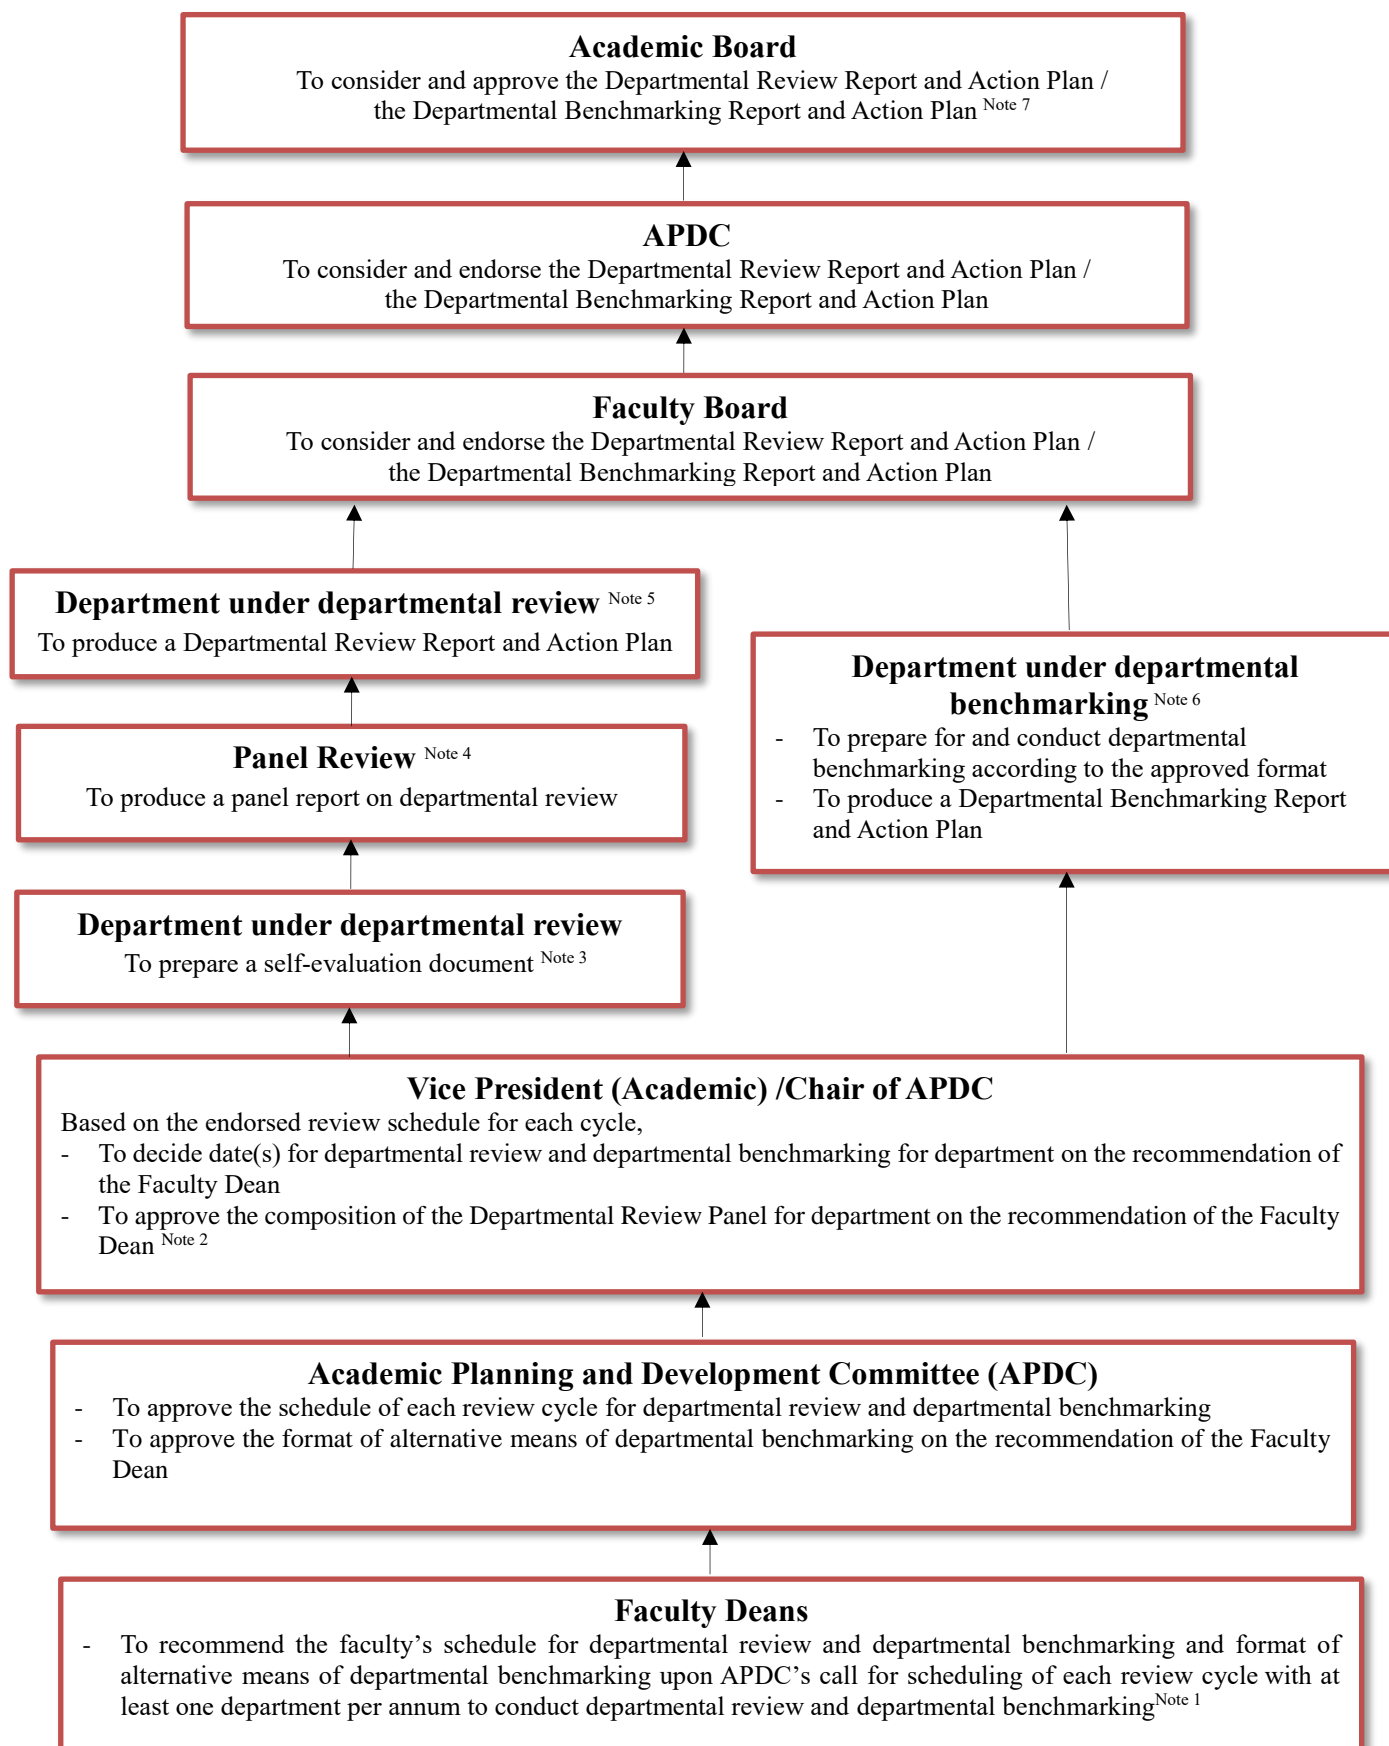 Academic Board
To consider and approve the Departmental Review Report and Action Plan /
the Departmental Benchmarking Report and Action Plan Note 7
APDC
To consider and endorse the Departmental Review Report and Action Plan /
the Departmental Benchmarking Report and Action Plan
Faculty Board
To consider and endorse the Departmental Review Report and Action Plan /
the Departmental Benchmarking Report and Action Plan
Department under departmental review Note 5
To produce a Departmental Review Report and Action Plan
Panel Review Note 4
To produce a panel report on departmental review
Department under departmental review
To prepare a self-evaluation document Note 3
Department under departmental
benchmarking Note 6
- To prepare for and conduct departmental
benchmarking according to the approved format
- To produce a Departmental Benchmarking Report
and Action Plan
Vice President (Academic) /Chair of APDC
Based on the endorsed review schedule for each cycle,
- To decide date(s) for departmental review and departmental benchmarking for department on the recommendation of
the Faculty Dean
- To approve the composition of the Departmental Review Panel for department on the recommendation of the Faculty
Dean Note 2
Academic Planning and Development Committee (APDC)
- To approve the schedule of each review cycle for departmental review and departmental benchmarking
- To approve the format of alternative means of departmental benchmarking on the recommendation of the Faculty
Dean
Faculty Deans
- To recommend the faculty's schedule for departmental review and departmental benchmarking and format of
alternative means of departmental benchmarking upon APDC's call for scheduling of each review cycle with at
least one department per annum to conduct departmental review and departmental benchmarking Note 1